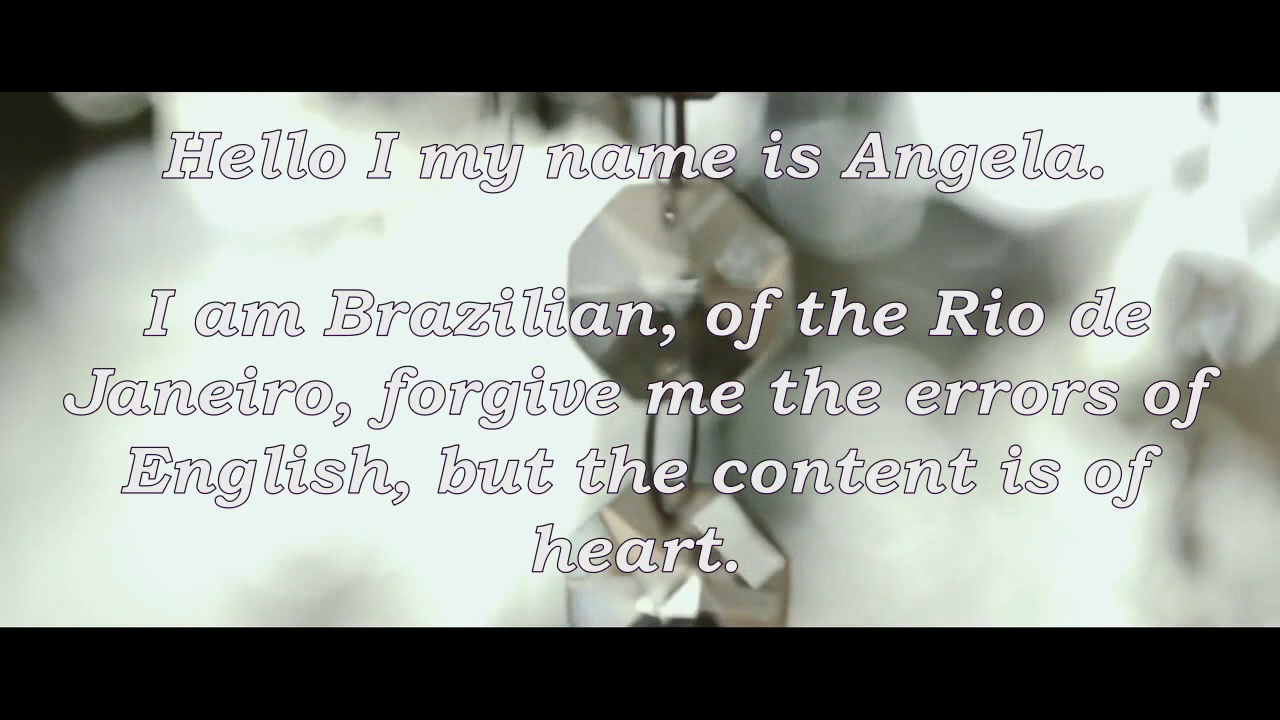 Hello I my name is Angela.
I am Brazilian, of the Rio de
Janeiro, forgive me the errors of
English, but the content is of
heart.